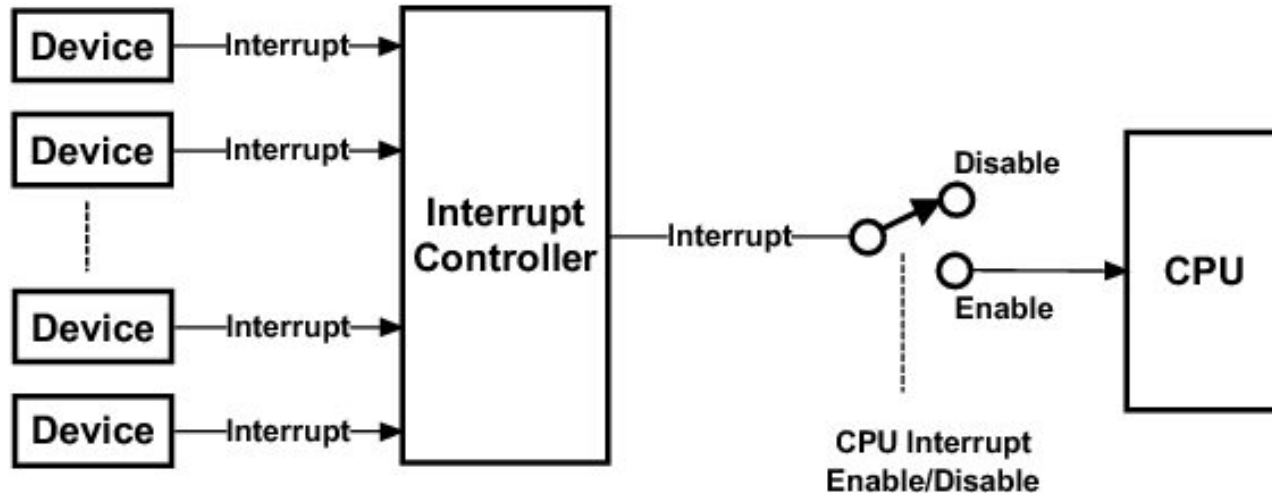 Device
Interrupt
Device
Interrupt
Device
Interrupt
Device
Interrupt
Interrupt
Controller
Interrupt
Disable
Enable
CPU Interrupt
Enable/Disable
CPU